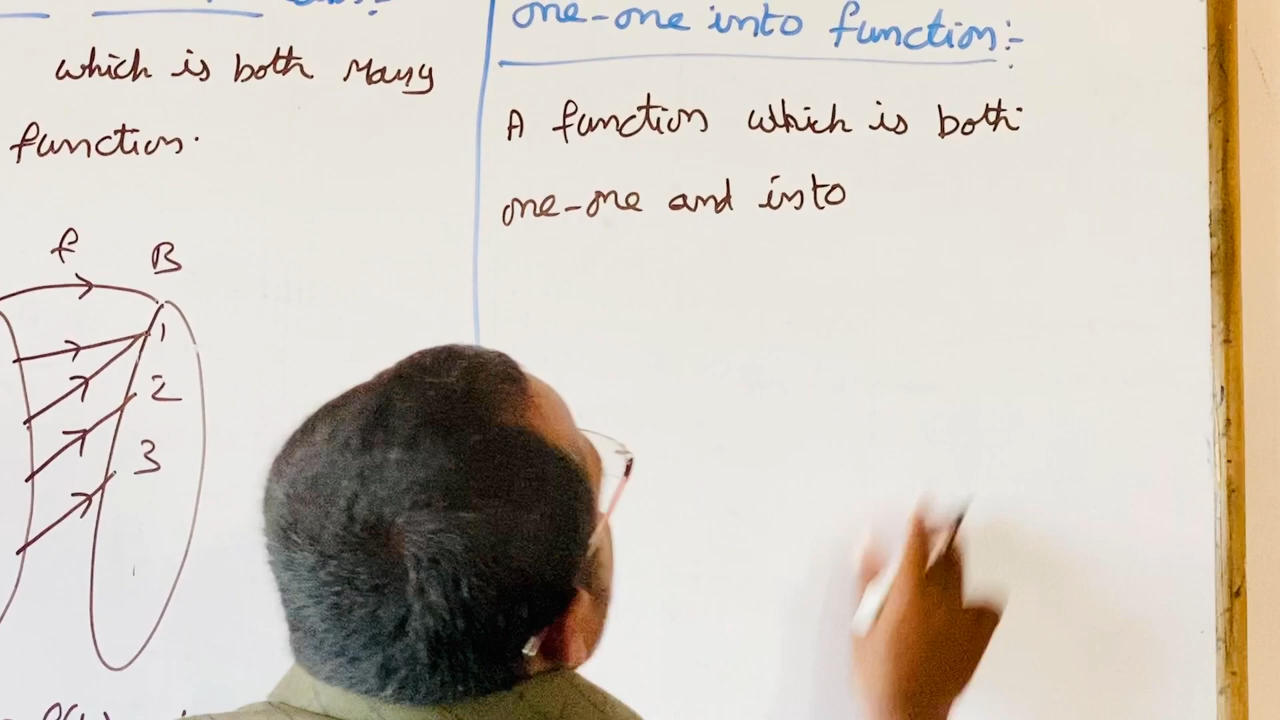 which is both Many
function.
f
B
1
2
3
one-one into function:-
A function which is both
one-one and into